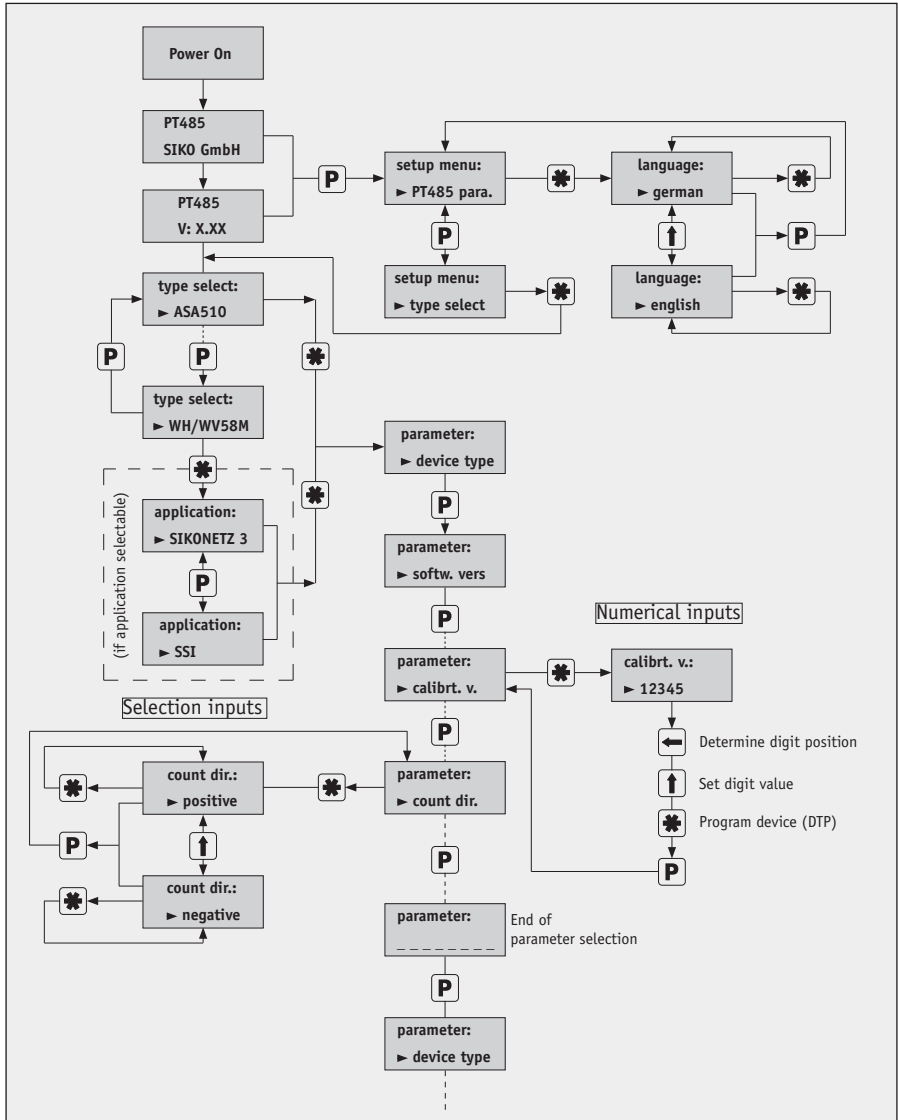 Power On
PT485
SIKO GmbH
PT485
V: X.XX
P
setup menu:
► PT485 para.
✱
language:
► german
✱
P
↑
P
setup menu:
► type select
✱
language:
► english
✱
type select:
► ASA510
P
P
✱
type select:
► WH/WV58M
✱
(if application selectable)
application:
► SIKONETZ 3
P
application:
► SSI
✱
parameter:
► device type
P
parameter:
► softw. vers
P
parameter:
► calibrt. v.
✱
Numerical inputs
calibrt. v.:
► 12345
← Determine digit position
↑ Set digit value
✱ Program device (DTP)
P
P
Selection inputs
parameter:
► count dir.
✱
count dir.:
► positive
✱
P
↑
count dir.:
► negative
✱
P
parameter:
_ _ _ _ _ _ _
End of
parameter selection
P
parameter:
► device type